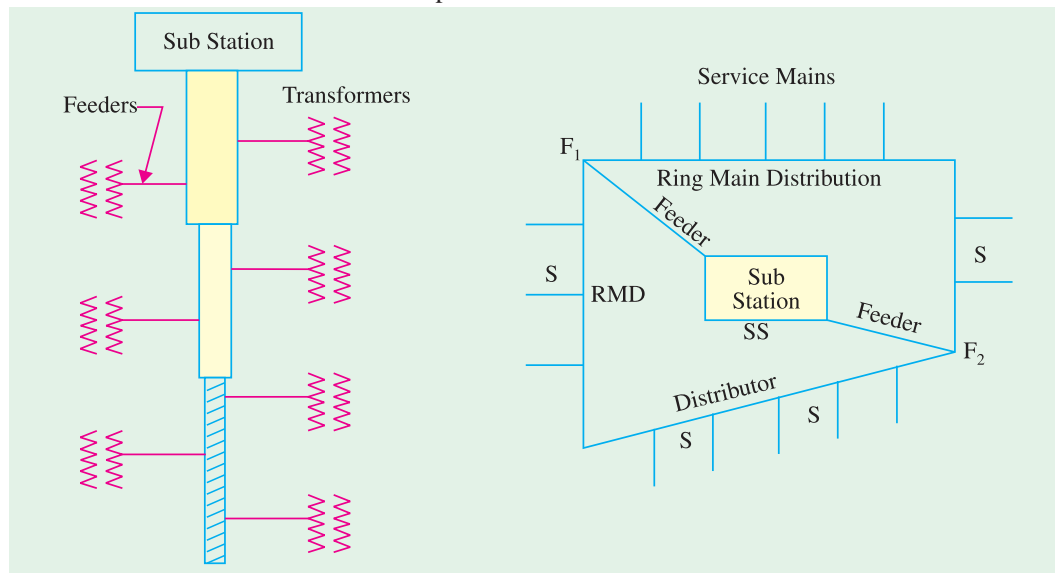 Sub Station
Feeders
Transformers
Service Mains
F1
Ring Main Distribution
Feeder
S
RMD
Sub
Station
SS
Feeder
S
F2
Distributor
S
S